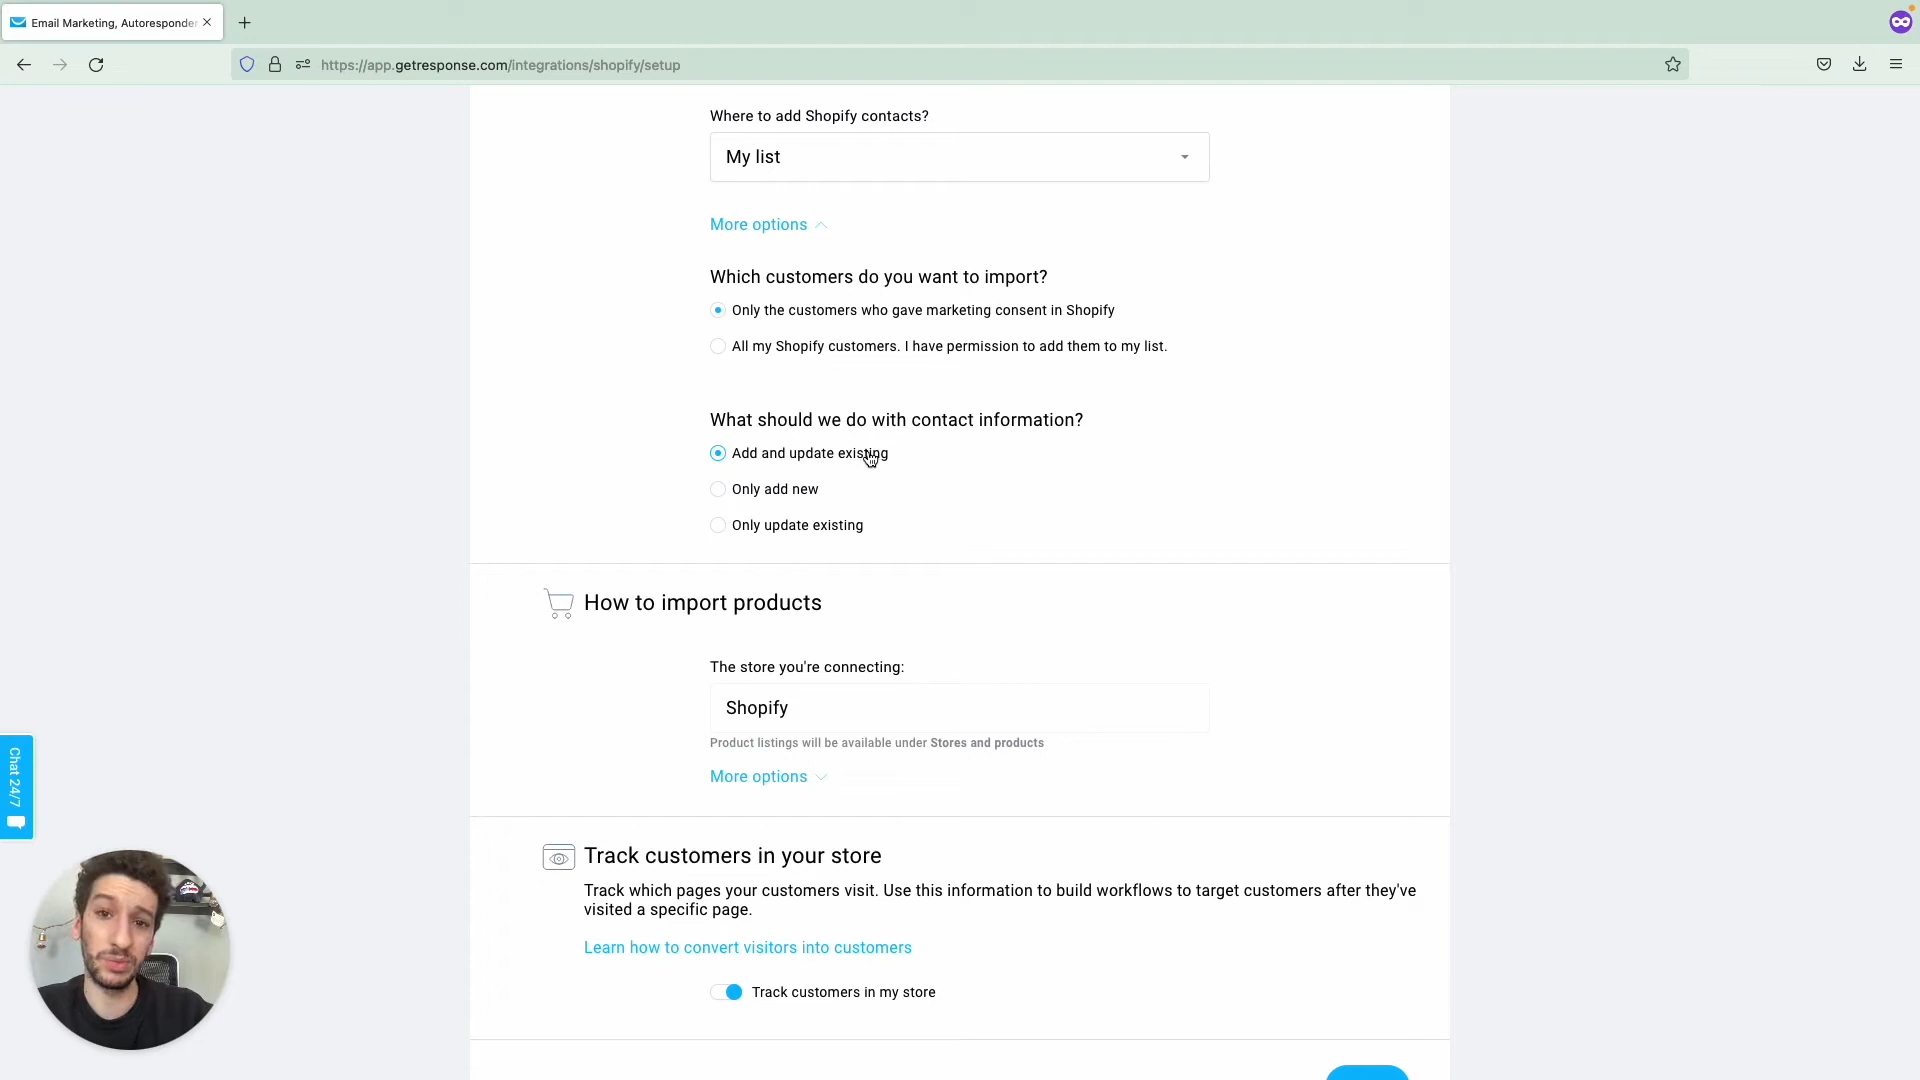 Email Marketing, Autoresponder
https://app.getresponse.com/integrations/shopify/setup
Where to add Shopify contacts?
My list
More options
Which customers do you want to import?
Only the customers who gave marketing consent in Shopify
All my Shopify customers. I have permission to add them to my list.
What should we do with contact information?
Add and update existing
Only add new
Only update existing
How to import products
The store you're connecting:
Shopify
Product listings will be available under Stores and products
More options
Chat 24/7
Track customers in your store
Track which pages your customers visit. Use this information to build workflows to target customers after they've
visited a specific page.
Learn how to convert visitors into customers
Track customers in my store